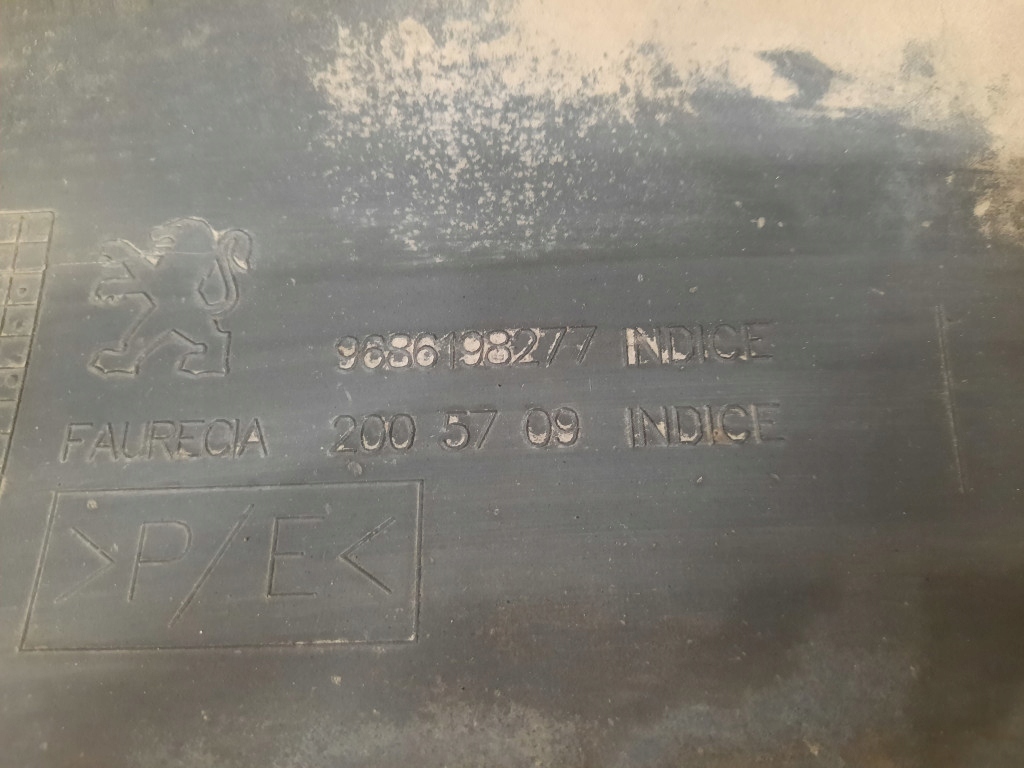 9686198277 INDICE
FAURECIA 200 57 09 INDICE
>P/E<